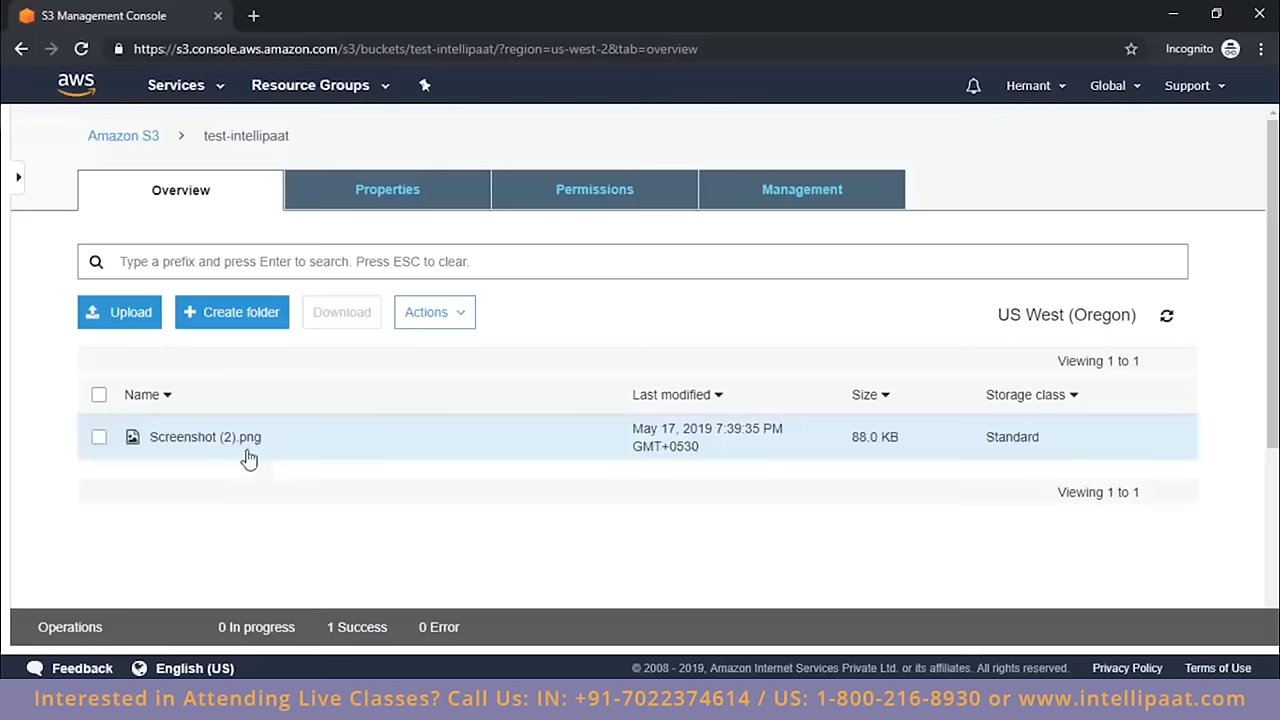 S3 Management Console
https://s3.console.aws.amazon.com/s3/buckets/test-intellipaat/?region=us-west-2&tab=overview
Incognito
aws
Services
Resource Groups
Hemant
Global
Support
Amazon S3
test-intellipaat
Overview
Properties
Permissions
Management
Type a prefix and press Enter to search. Press ESC to clear.
Upload
Create folder
Download
Actions
US West (Oregon)
Viewing 1 to 1
Name
Last modified
Size
Storage class
Screenshot (2).png
May 17, 2019 7:39:35 PM
GMT+0530
88.0 KB
Standard
Viewing 1 to 1
Operations
0 In progress
1 Success
0 Error
Feedback
English (US)
© 2008 - 2019, Amazon Internet Services Private Ltd. or its affiliates. All rights reserved.
Privacy Policy
Terms of Use
Interested in Attending Live Classes? Call Us: IN: +91-7022374614 / US: 1-800-216-8930 or www.intellipaat.com